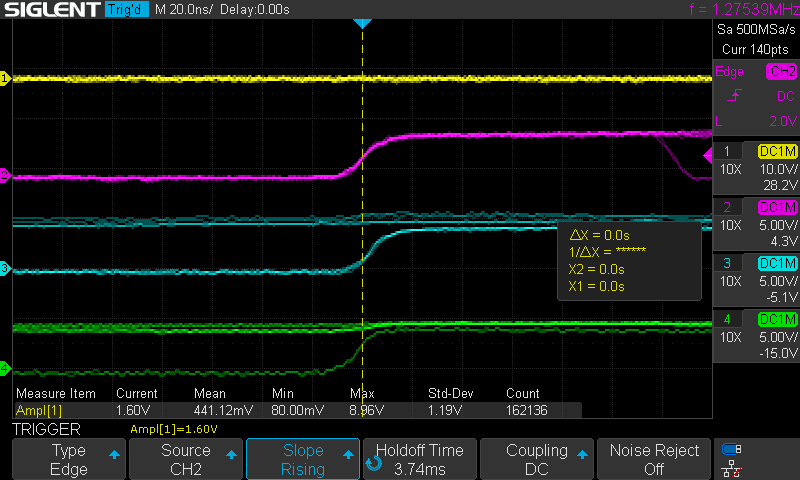 SIGLENT Trig'd M 20.0ns/ Delay:0.00s f = 1.27539MHz
Sa 500MSa/s
Curr 140pts
Edge CH2
DC
L 2.0V
1 DC1M
10X 10.0V/
28.2V
2 DC1M
10X 5.00V/
4.3V
3 DC1M
10X 5.00V/
-5.1V
4 DC1M
10X 5.00V/
-15.0V
1
2
3
4
ΔX = 0.0s
1/ΔX = ******
X2 = 0.0s
X1 = 0.0s
Measure Item Current Mean Min Max Std-Dev Count
Ampl[1] 1.60V 441.12mV 80.00mV 8.96V 1.19V 162136
TRIGGER Ampl[1]=1.60V
Type Source Slope Holdoff Time Coupling Noise Reject
Edge CH2 Rising 3.74ms DC Off